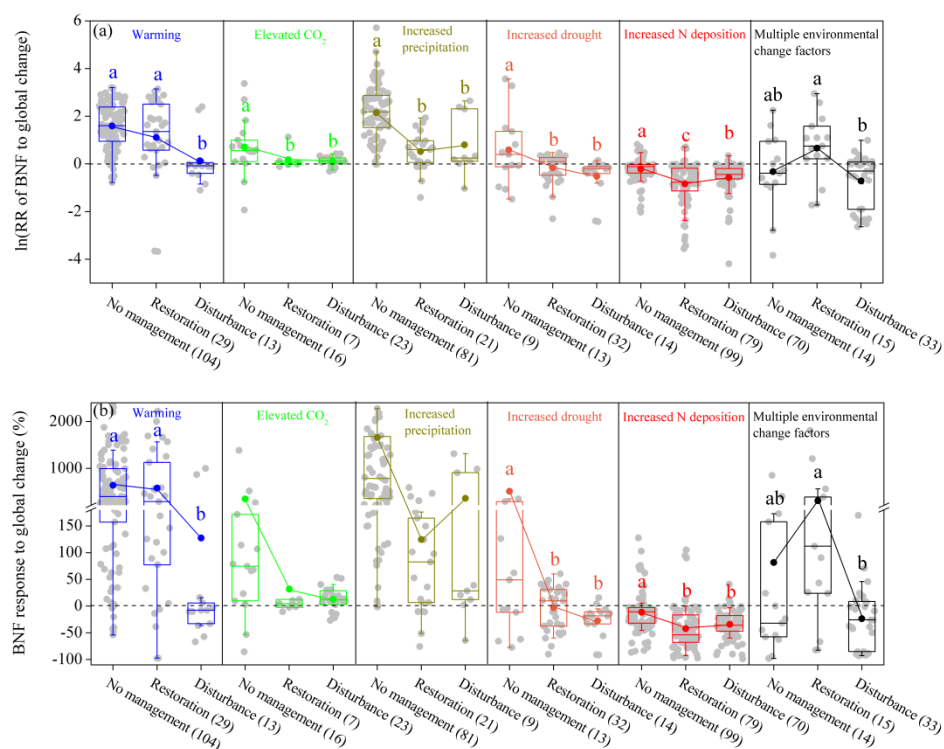 (a)
Warming
Elevated CO2
Increased
precipitation
Increased drought
Increased N deposition
Multiple environmental
change factors
ln(RR of BNF to global change)
6
4
2
0
-2
-4
a
a
b
a
b
b
a
b
b
a
b
b
a
c
b
ab
a
b
No management (104)
Restoration (29)
Disturbance (13)
No management (16)
Restoration (7)
Disturbance (23)
No management (81)
Restoration (21)
Disturbance (9)
No management (13)
Restoration (32)
Disturbance (14)
No management (99)
Restoration (79)
Disturbance (70)
No management (14)
Restoration (15)
Disturbance (33)
(b)
Warming
Elevated CO2
Increased
precipitation
Increased drought
Increased N deposition
Multiple environmental
change factors
BNF response to global change (%)
2000
1000
150
100
50
0
-50
-100
a
a
b
a
b
b
a
b
b
ab
a
b
No management (104)
Restoration (29)
Disturbance (13)
No management (16)
Restoration (7)
Disturbance (23)
No management (81)
Restoration (21)
Disturbance (9)
No management (13)
Restoration (32)
Disturbance (14)
No management (99)
Restoration (79)
Disturbance (70)
No management (14)
Restoration (15)
Disturbance (33)